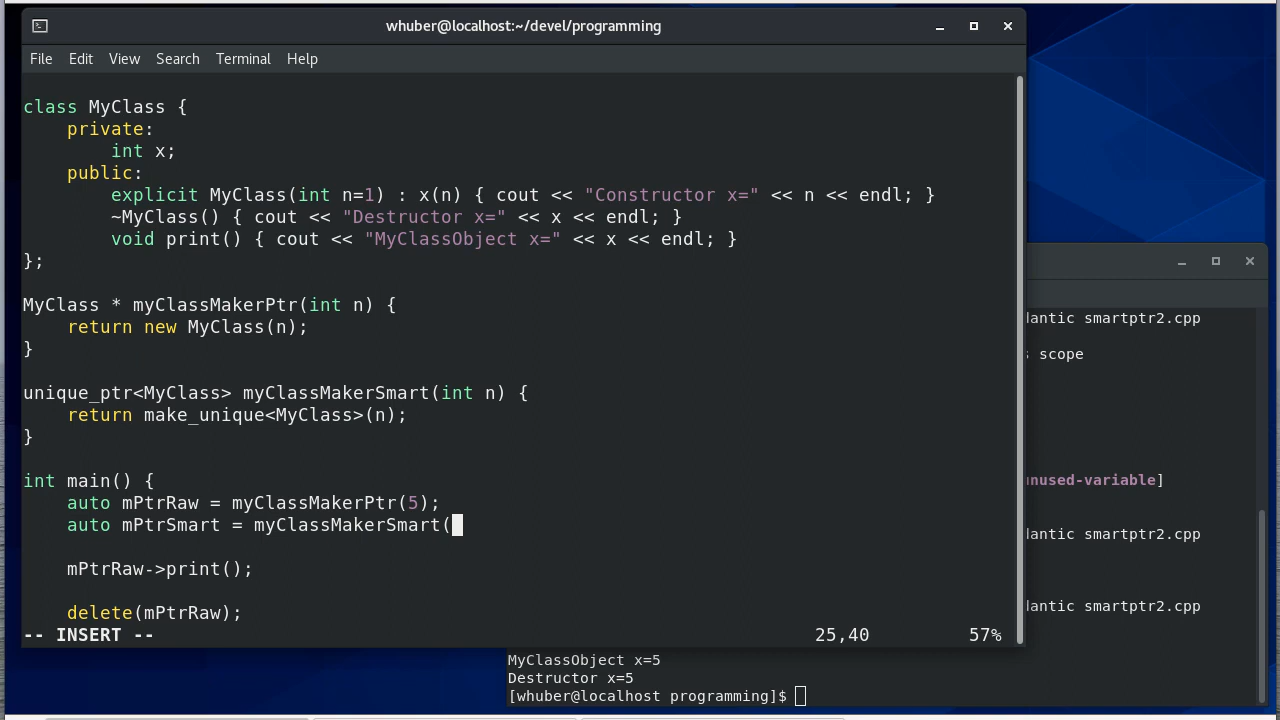 whuber@localhost:~/devel/programming
File Edit View Search Terminal Help
class MyClass {
    private:
        int x;
    public:
        explicit MyClass(int n=1) : x(n) { cout << "Constructor x=" << n << endl; }
        ~MyClass() { cout << "Destructor x=" << x << endl; }
        void print() { cout << "MyClassObject x=" << x << endl; }
};
MyClass * myClassMakerPtr(int n) {
    return new MyClass(n);
}
unique_ptr<MyClass> myClassMakerSmart(int n) {
    return make_unique<MyClass>(n);
}
int main() {
    auto mPtrRaw = myClassMakerPtr(5);
    auto mPtrSmart = myClassMakerSmart(
    mPtrRaw->print();
    delete(mPtrRaw);
-- INSERT -- 25,40 57%
smartptr2.cpp
scope
unused-variable]
smartptr2.cpp
smartptr2.cpp
MyClassObject x=5
Destructor x=5
[whuber@localhost programming]$